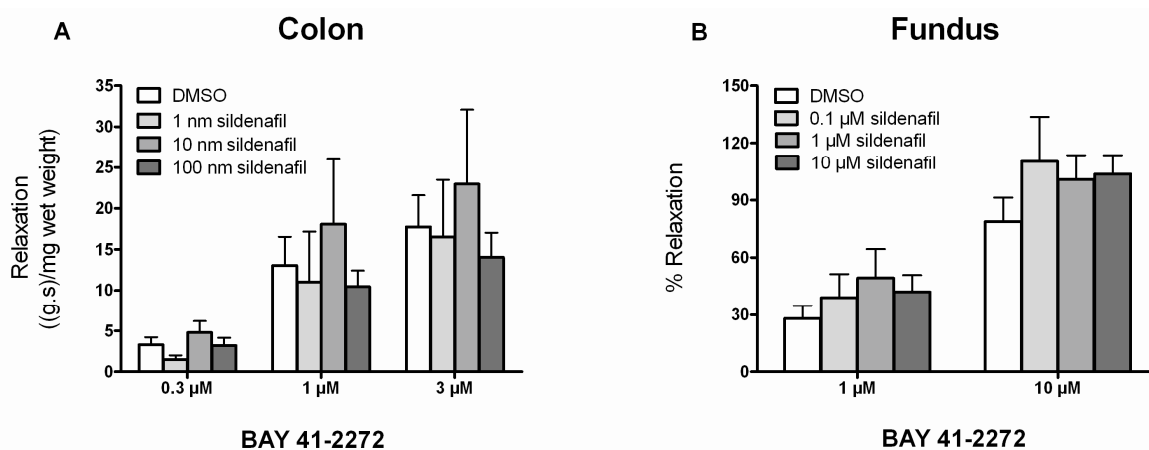 A
Colon
Relaxation
((g.s)/mg wet weight)
35
30
25
20
15
10
5
0
DMSO
1 nm sildenafil
10 nm sildenafil
100 nm sildenafil
0.3 µM
1 µM
3 µM
BAY 41-2272
B
Fundus
% Relaxation
150
120
90
60
30
0
DMSO
0.1 µM sildenafil
1 µM sildenafil
10 µM sildenafil
1 µM
10 µM
BAY 41-2272